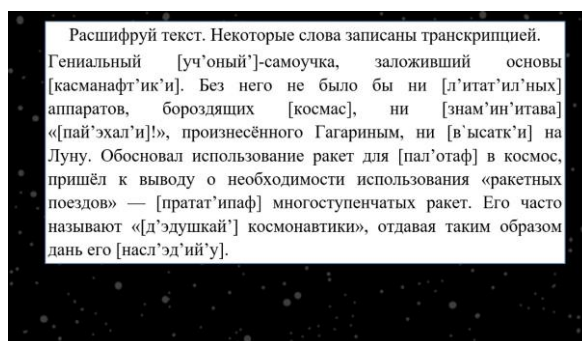 Расшифруй текст. Некоторые слова записаны транскрипцией.
Гениальный [уч’оный’]-самоучка, заложивший основы
[касманафт’ик’и]. Без него не было бы ни [л’итат’ил’ных]
аппаратов, бороздящих [космас], ни [знам’ин’итава]
«[пай’эхал’и]!», произнесённого Гагариным, ни [в`ысатк’и] на
Луну. Обосновал использование ракет для [пал’отаф] в космос,
пришёл к выводу о необходимости использования «ракетных
поездов» — [пратат’ипаф] многоступенчатых ракет. Его часто
называют «[д’эдушкай’] космонавтики», отдавая таким образом
дань его [насл’эд’ий’у].